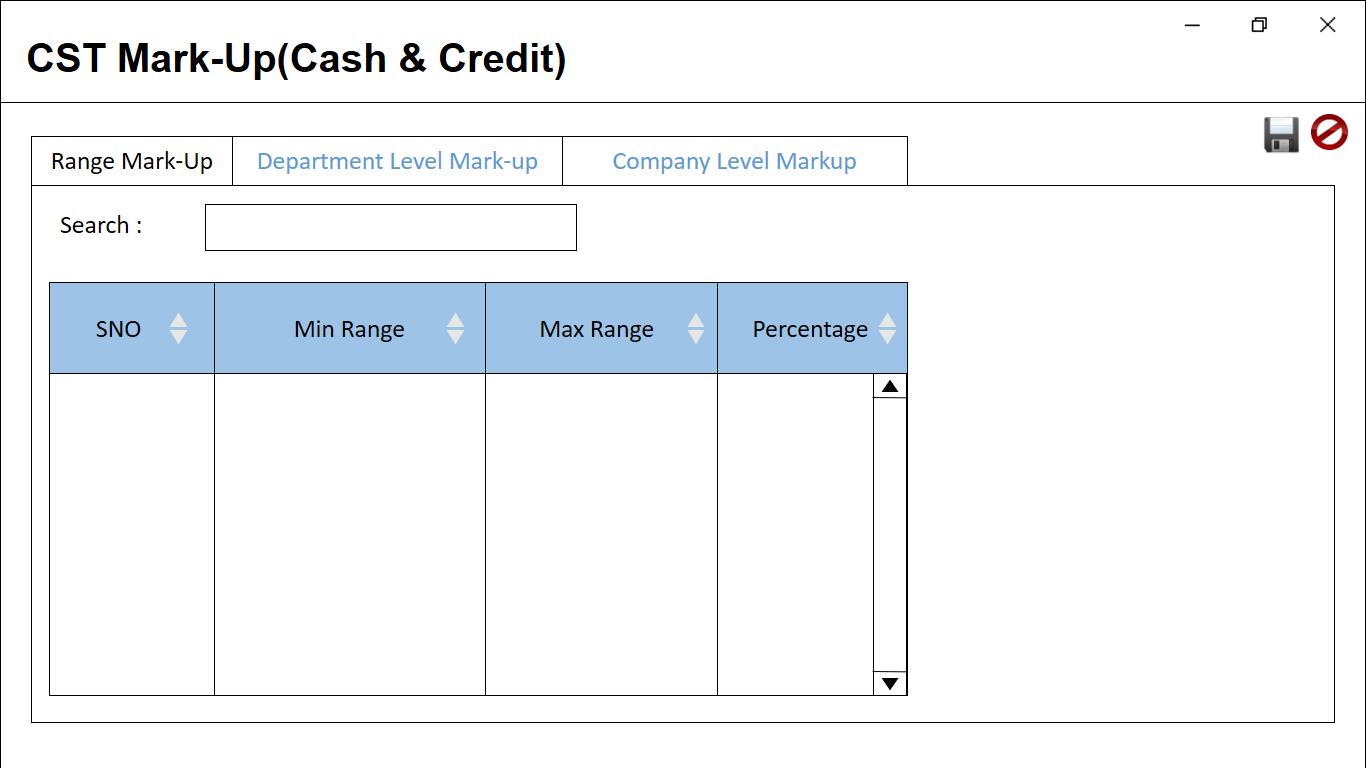 CST Mark-Up(Cash & Credit)
Range Mark-Up Department Level Mark-up Company Level Markup
Search :
SNO Min Range Max Range Percentage